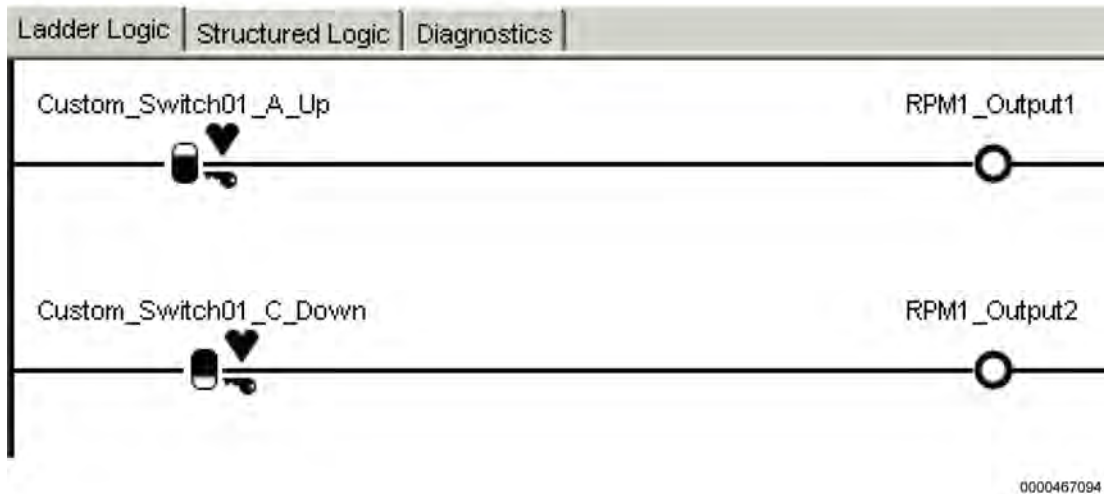 Ladder Logic Structured Logic Diagnostics
Custom_Switch01_A_Up RPM1_Output1
Custom_Switch01_C_Down RPM1_Output2
0000467094